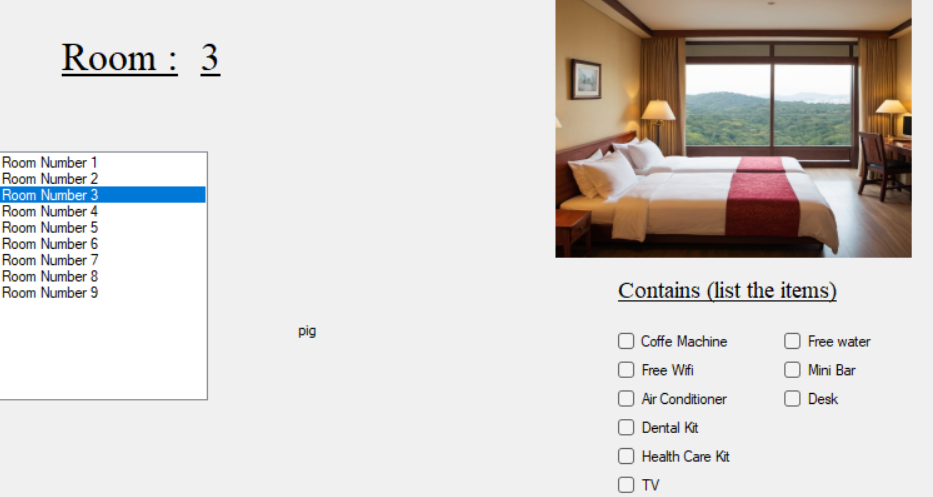 Room : 3
Room Number 1
Room Number 2
Room Number 3
Room Number 4
Room Number 5
Room Number 6
Room Number 7
Room Number 8
Room Number 9
pig
Contains (list the items)
Coffe Machine
Free Wifi
Air Conditioner
Dental Kit
Health Care Kit
TV
Free water
Mini Bar
Desk